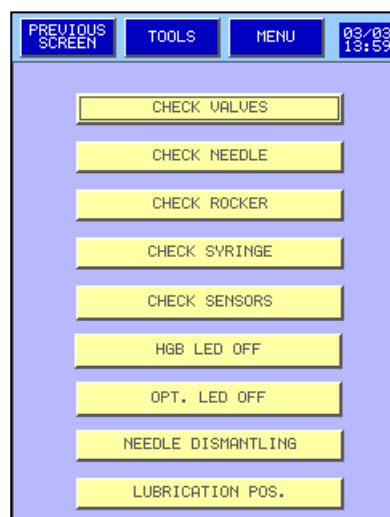 PREVIOUS
SCREEN
TOOLS
MENU
03/03
13:59
CHECK VALVES
CHECK NEEDLE
CHECK ROCKER
CHECK SYRINGE
CHECK SENSORS
HGB LED OFF
OPT. LED OFF
NEEDLE DISMANTLING
LUBRICATION POS.